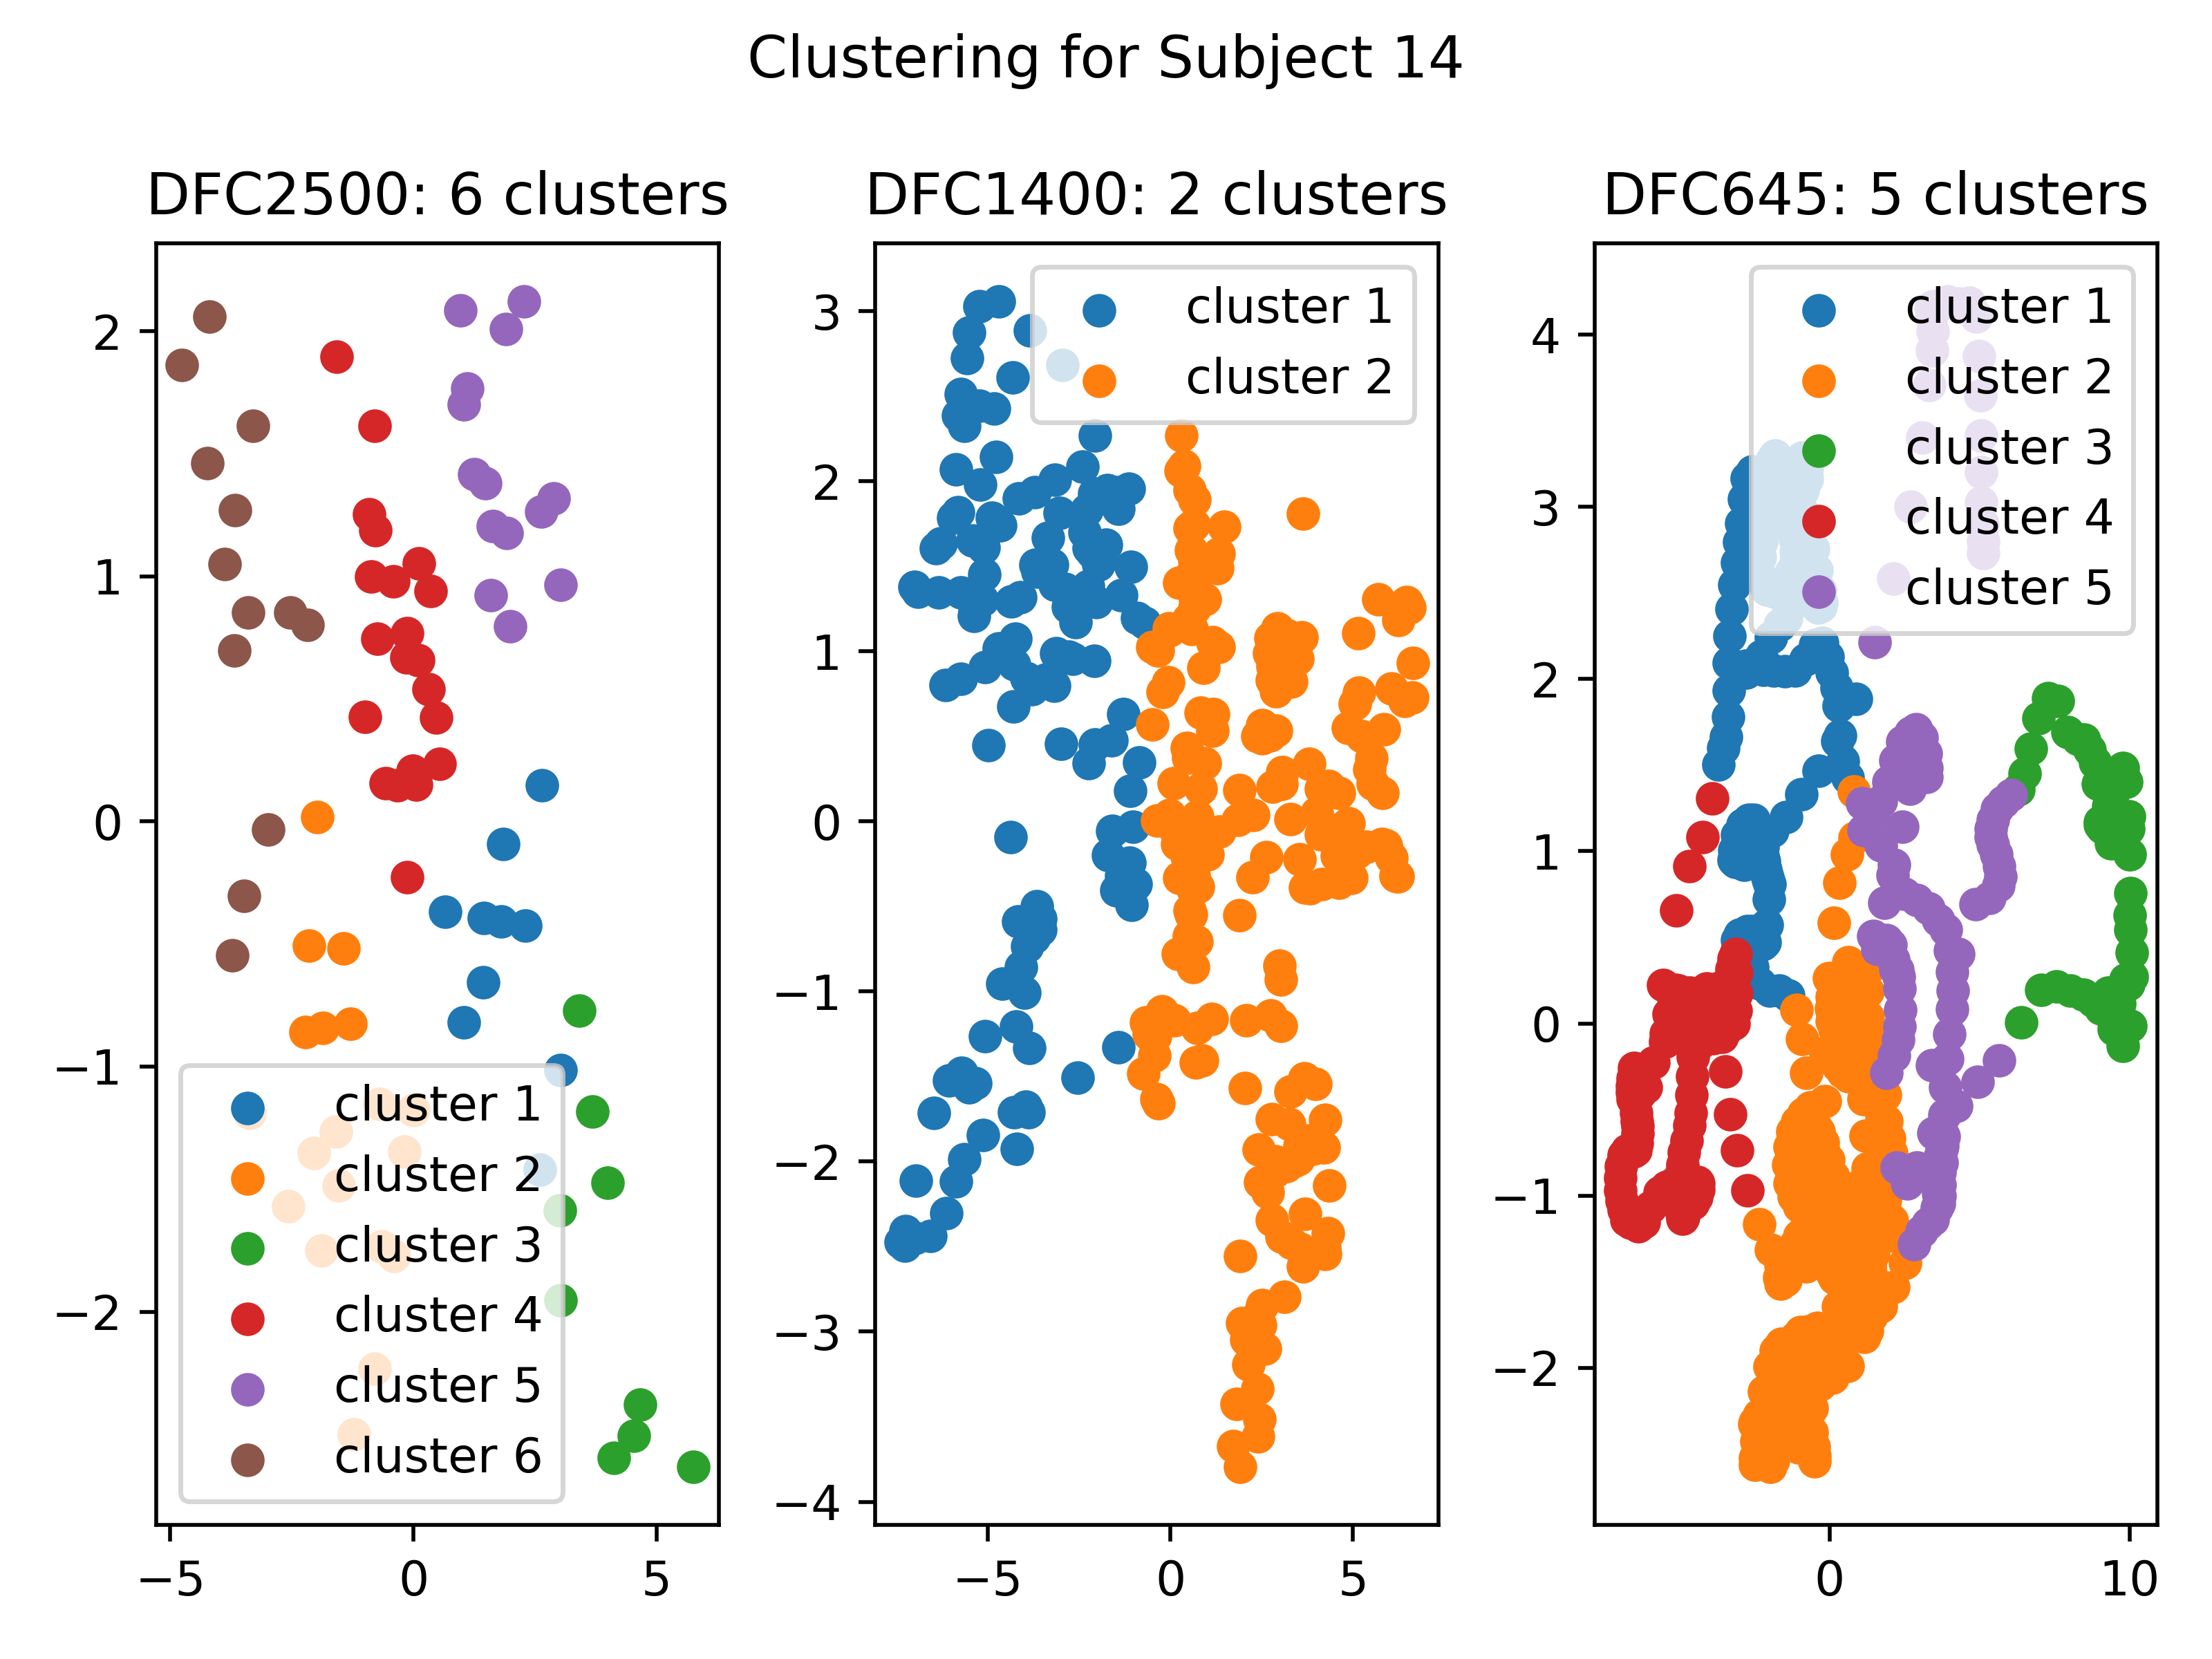 Clustering for Subject 14
DFC2500: 6 clusters
2
1
0
−1
−2
−5
0
5
cluster 1
cluster 2
cluster 3
cluster 4
cluster 5
cluster 6
DFC1400: 2 clusters
3
2
1
0
−1
−2
−3
−4
−5
0
5
cluster 1
cluster 2
DFC645: 5 clusters
4
3
2
1
0
−1
−2
0
10
cluster 1
cluster 2
cluster 3
cluster 4
cluster 5